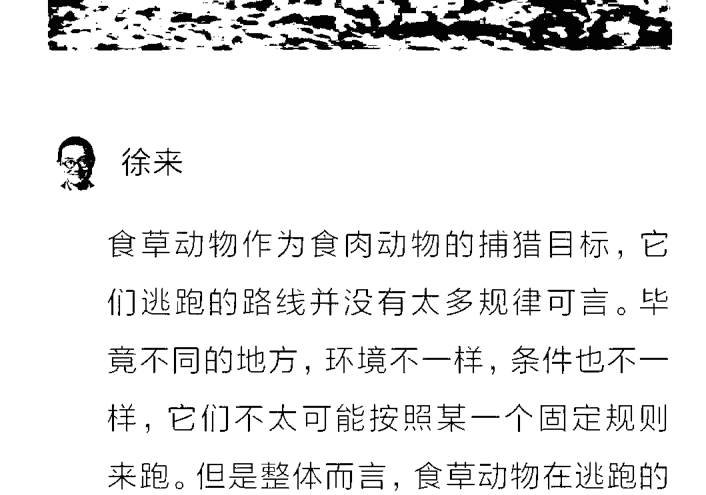 徐来
食草动物作为食肉动物的捕猎目标，它
们逃跑的路线并没有太多规律可言。毕
竟不同的地方，环境不一样，条件也不一
样，它们不太可能按照某一个固定规则
来跑。但是整体而言，食草动物在逃跑的